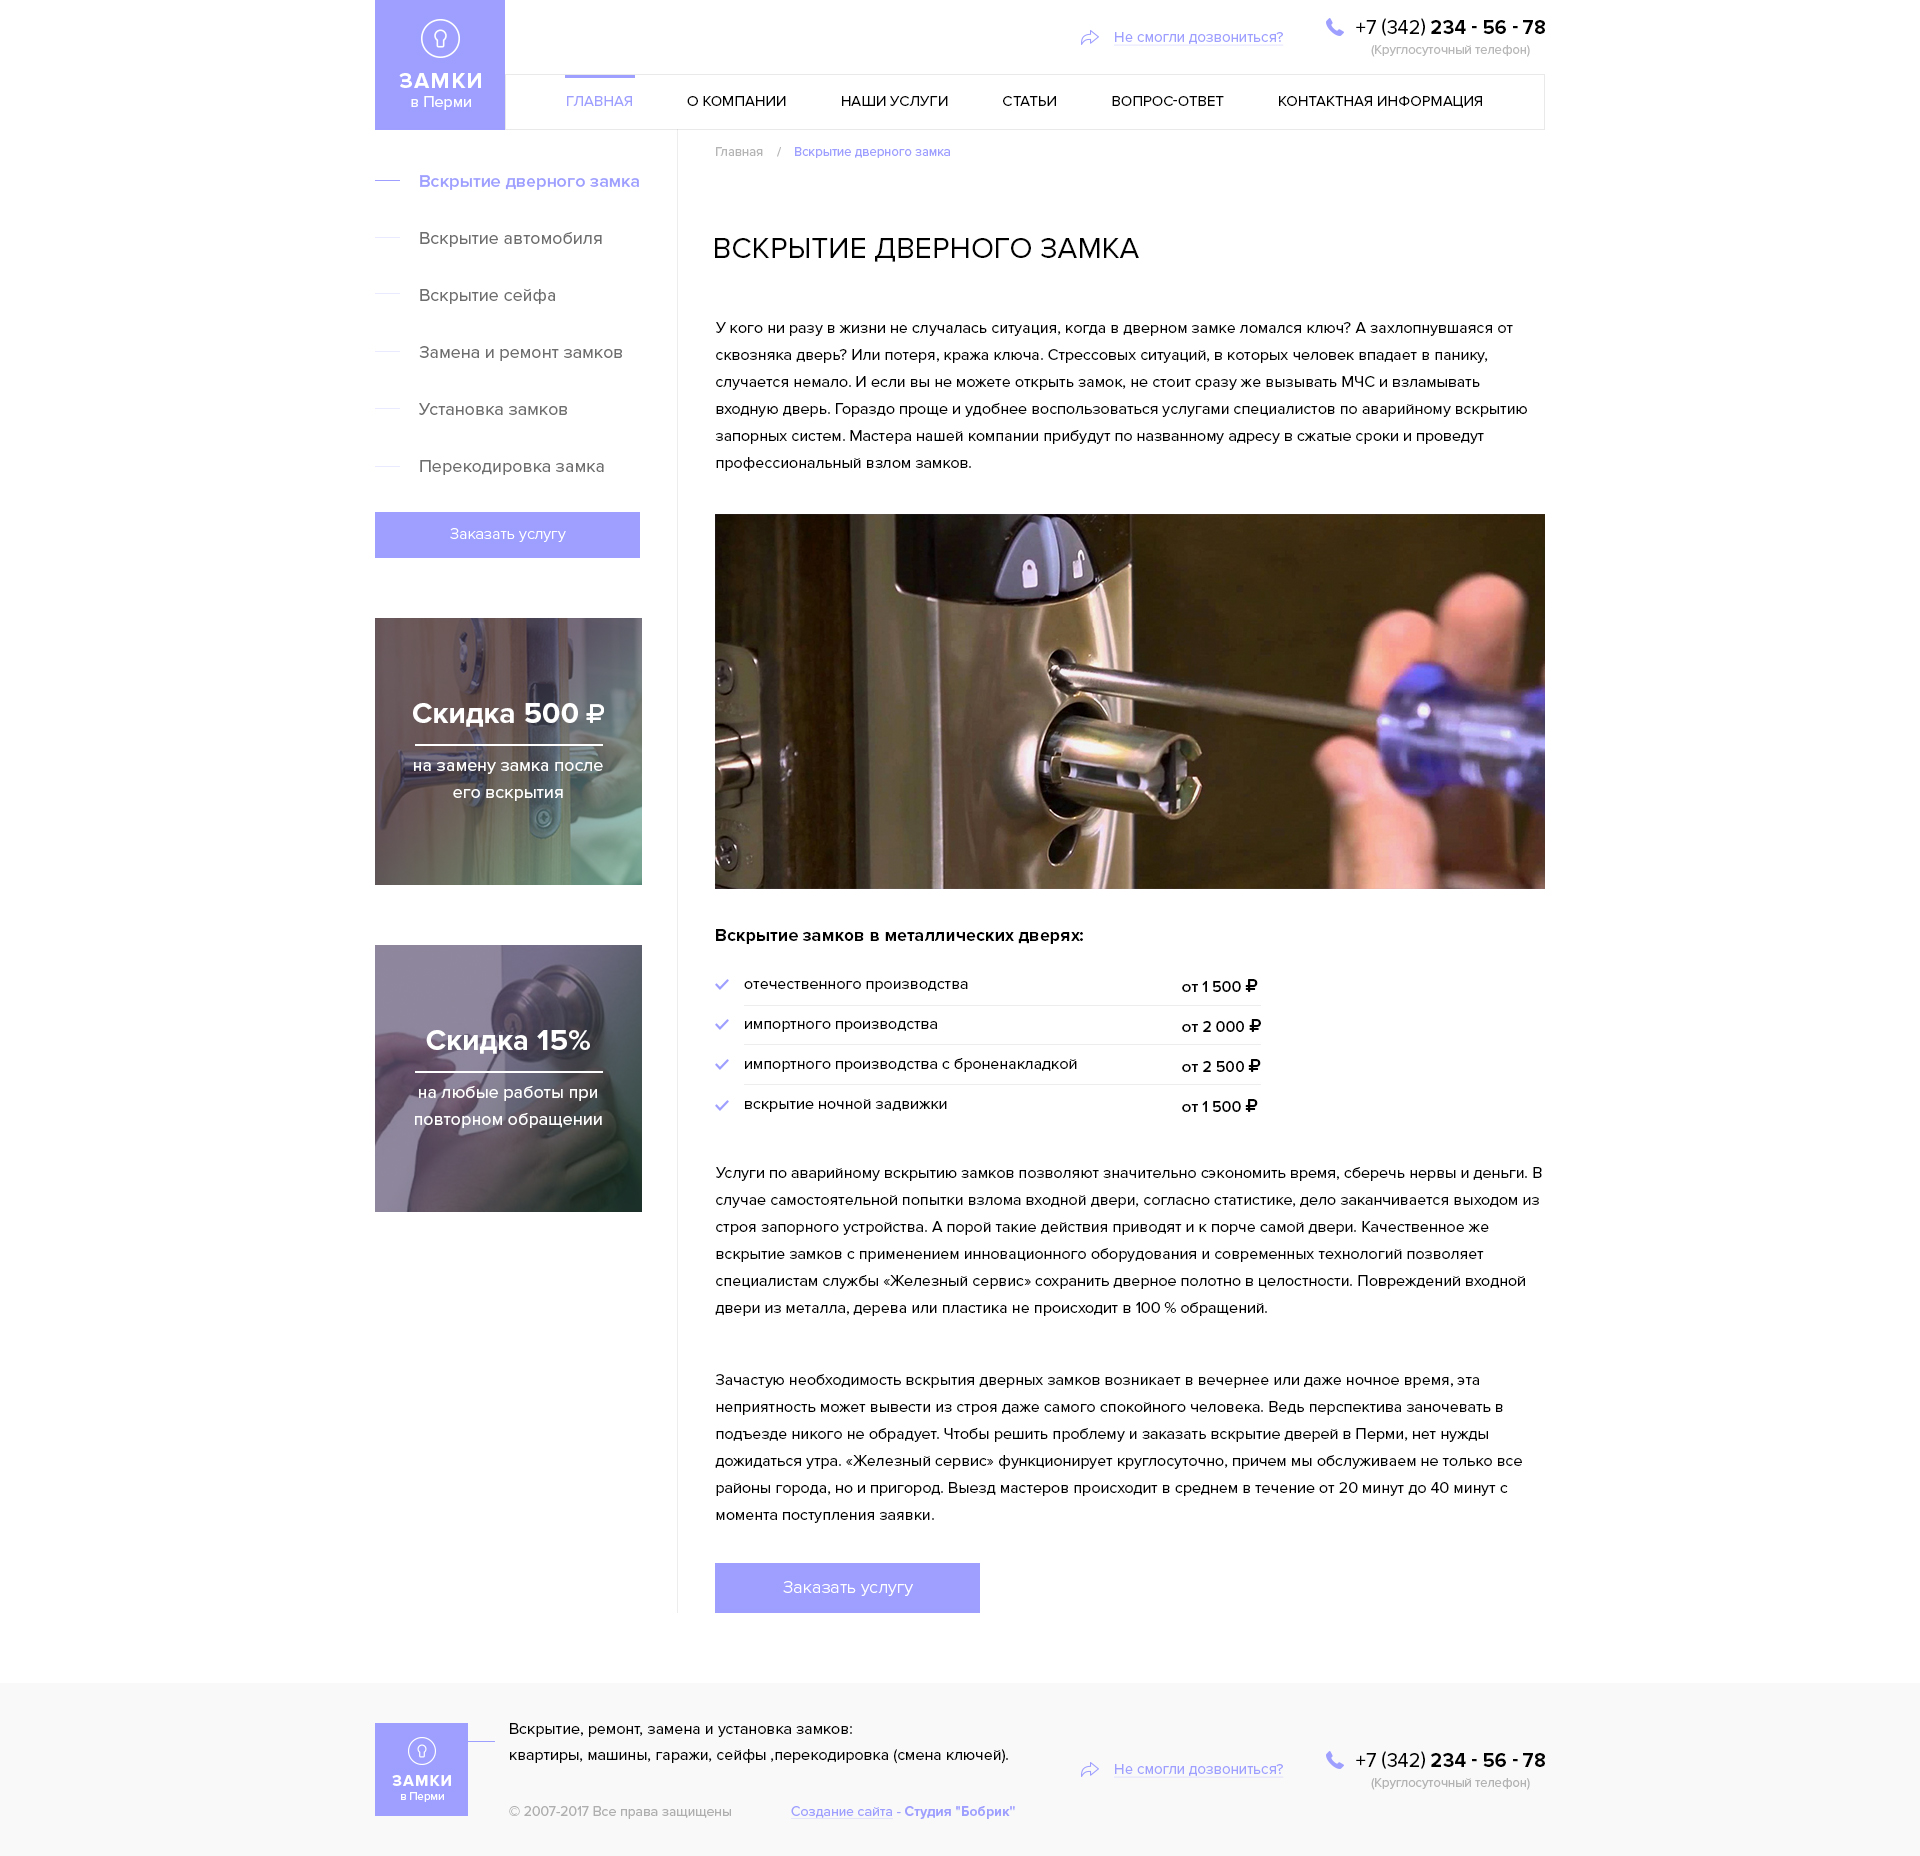 ЗАМКИ
в Перми
Не смогли дозвониться?
+7 (342) 234 - 56 - 78
(Круглосуточный телефон)
ГЛАВНАЯ
О КОМПАНИИ
НАШИ УСЛУГИ
СТАТЬИ
ВОПРОС-ОТВЕТ
КОНТАКТНАЯ ИНФОРМАЦИЯ
Главная / Вскрытие дверного замка
Вскрытие дверного замка
Вскрытие автомобиля
Вскрытие сейфа
Замена и ремонт замков
Установка замков
Перекодировка замка
Заказать услугу
Скидка 500 ₽
на замену замка после
его вскрытия
Скидка 15%
на любые работы при
повторном обращении
ВСКРЫТИЕ ДВЕРНОГО ЗАМКА
У кого ни разу в жизни не случалась ситуация, когда в дверном замке ломался ключ? А захлопнувшаяся от
сквозняка дверь? Или потеря, кража ключа. Стрессовых ситуаций, в которых человек впадает в панику,
случается немало. И если вы не можете открыть замок, не стоит сразу же вызывать МЧС и взламывать
входную дверь. Гораздо проще и удобнее воспользоваться услугами специалистов по аварийному вскрытию
запорных систем. Мастера нашей компании прибудут по названному адресу в сжатые сроки и проведут
профессиональный взлом замков.
Вскрытие замков в металлических дверях:
отечественного производства от 1 500 ₽
импортного производства от 2 000 ₽
импортного производства с броненакладкой от 2 500 ₽
вскрытие ночной задвижки от 1 500 ₽
Услуги по аварийному вскрытию замков позволяют значительно сэкономить время, сберечь нервы и деньги. В
случае самостоятельной попытки взлома входной двери, согласно статистике, дело заканчивается выходом из
строя запорного устройства. А порой такие действия приводят и к порче самой двери. Качественное же
вскрытие замков с применением инновационного оборудования и современных технологий позволяет
специалистам службы «Железный сервис» сохранить дверное полотно в целостности. Повреждений входной
двери из металла, дерева или пластика не происходит в 100 % обращений.
Зачастую необходимость вскрытия дверных замков возникает в вечернее или даже ночное время, эта
неприятность может вывести из строя даже самого спокойного человека. Ведь перспектива заночевать в
подъезде никого не обрадует. Чтобы решить проблему и заказать вскрытие дверей в Перми, нет нужды
дожидаться утра. «Железный сервис» функционирует круглосуточно, причем мы обслуживаем не только все
районы города, но и пригород. Выезд мастеров происходит в среднем в течение от 20 минут до 40 минут с
момента поступления заявки.
Заказать услугу
ЗАМКИ
в Перми
Вскрытие, ремонт, замена и установка замков:
квартиры, машины, гаражи, сейфы ,перекодировка (смена ключей).
© 2007-2017 Все права защищены
Создание сайта - Студия "Бобрик"
Не смогли дозвониться?
+7 (342) 234 - 56 - 78
(Круглосуточный телефон)